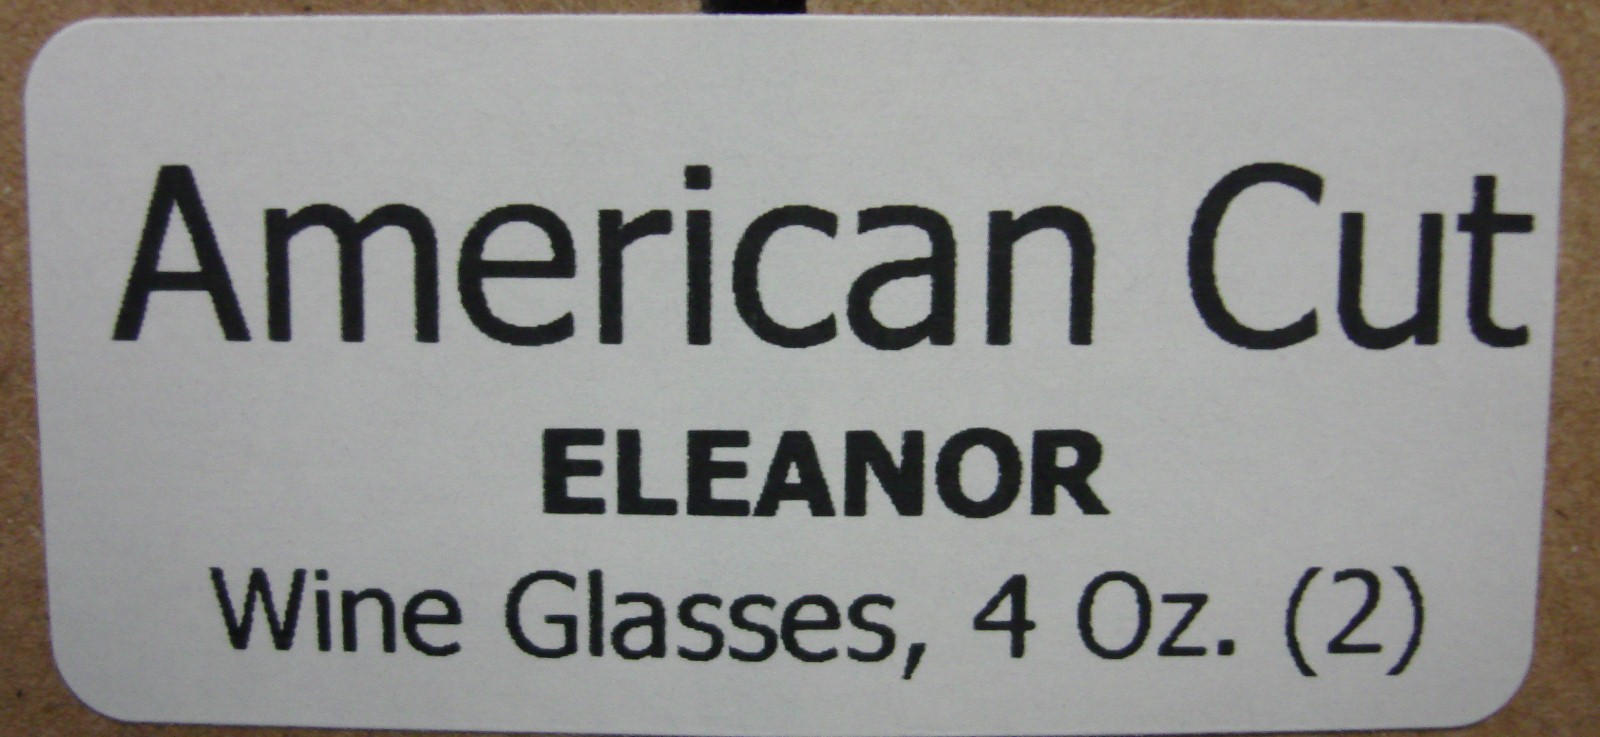 American Cut
ELEANOR
Wine Glasses, 4 Oz. (2)